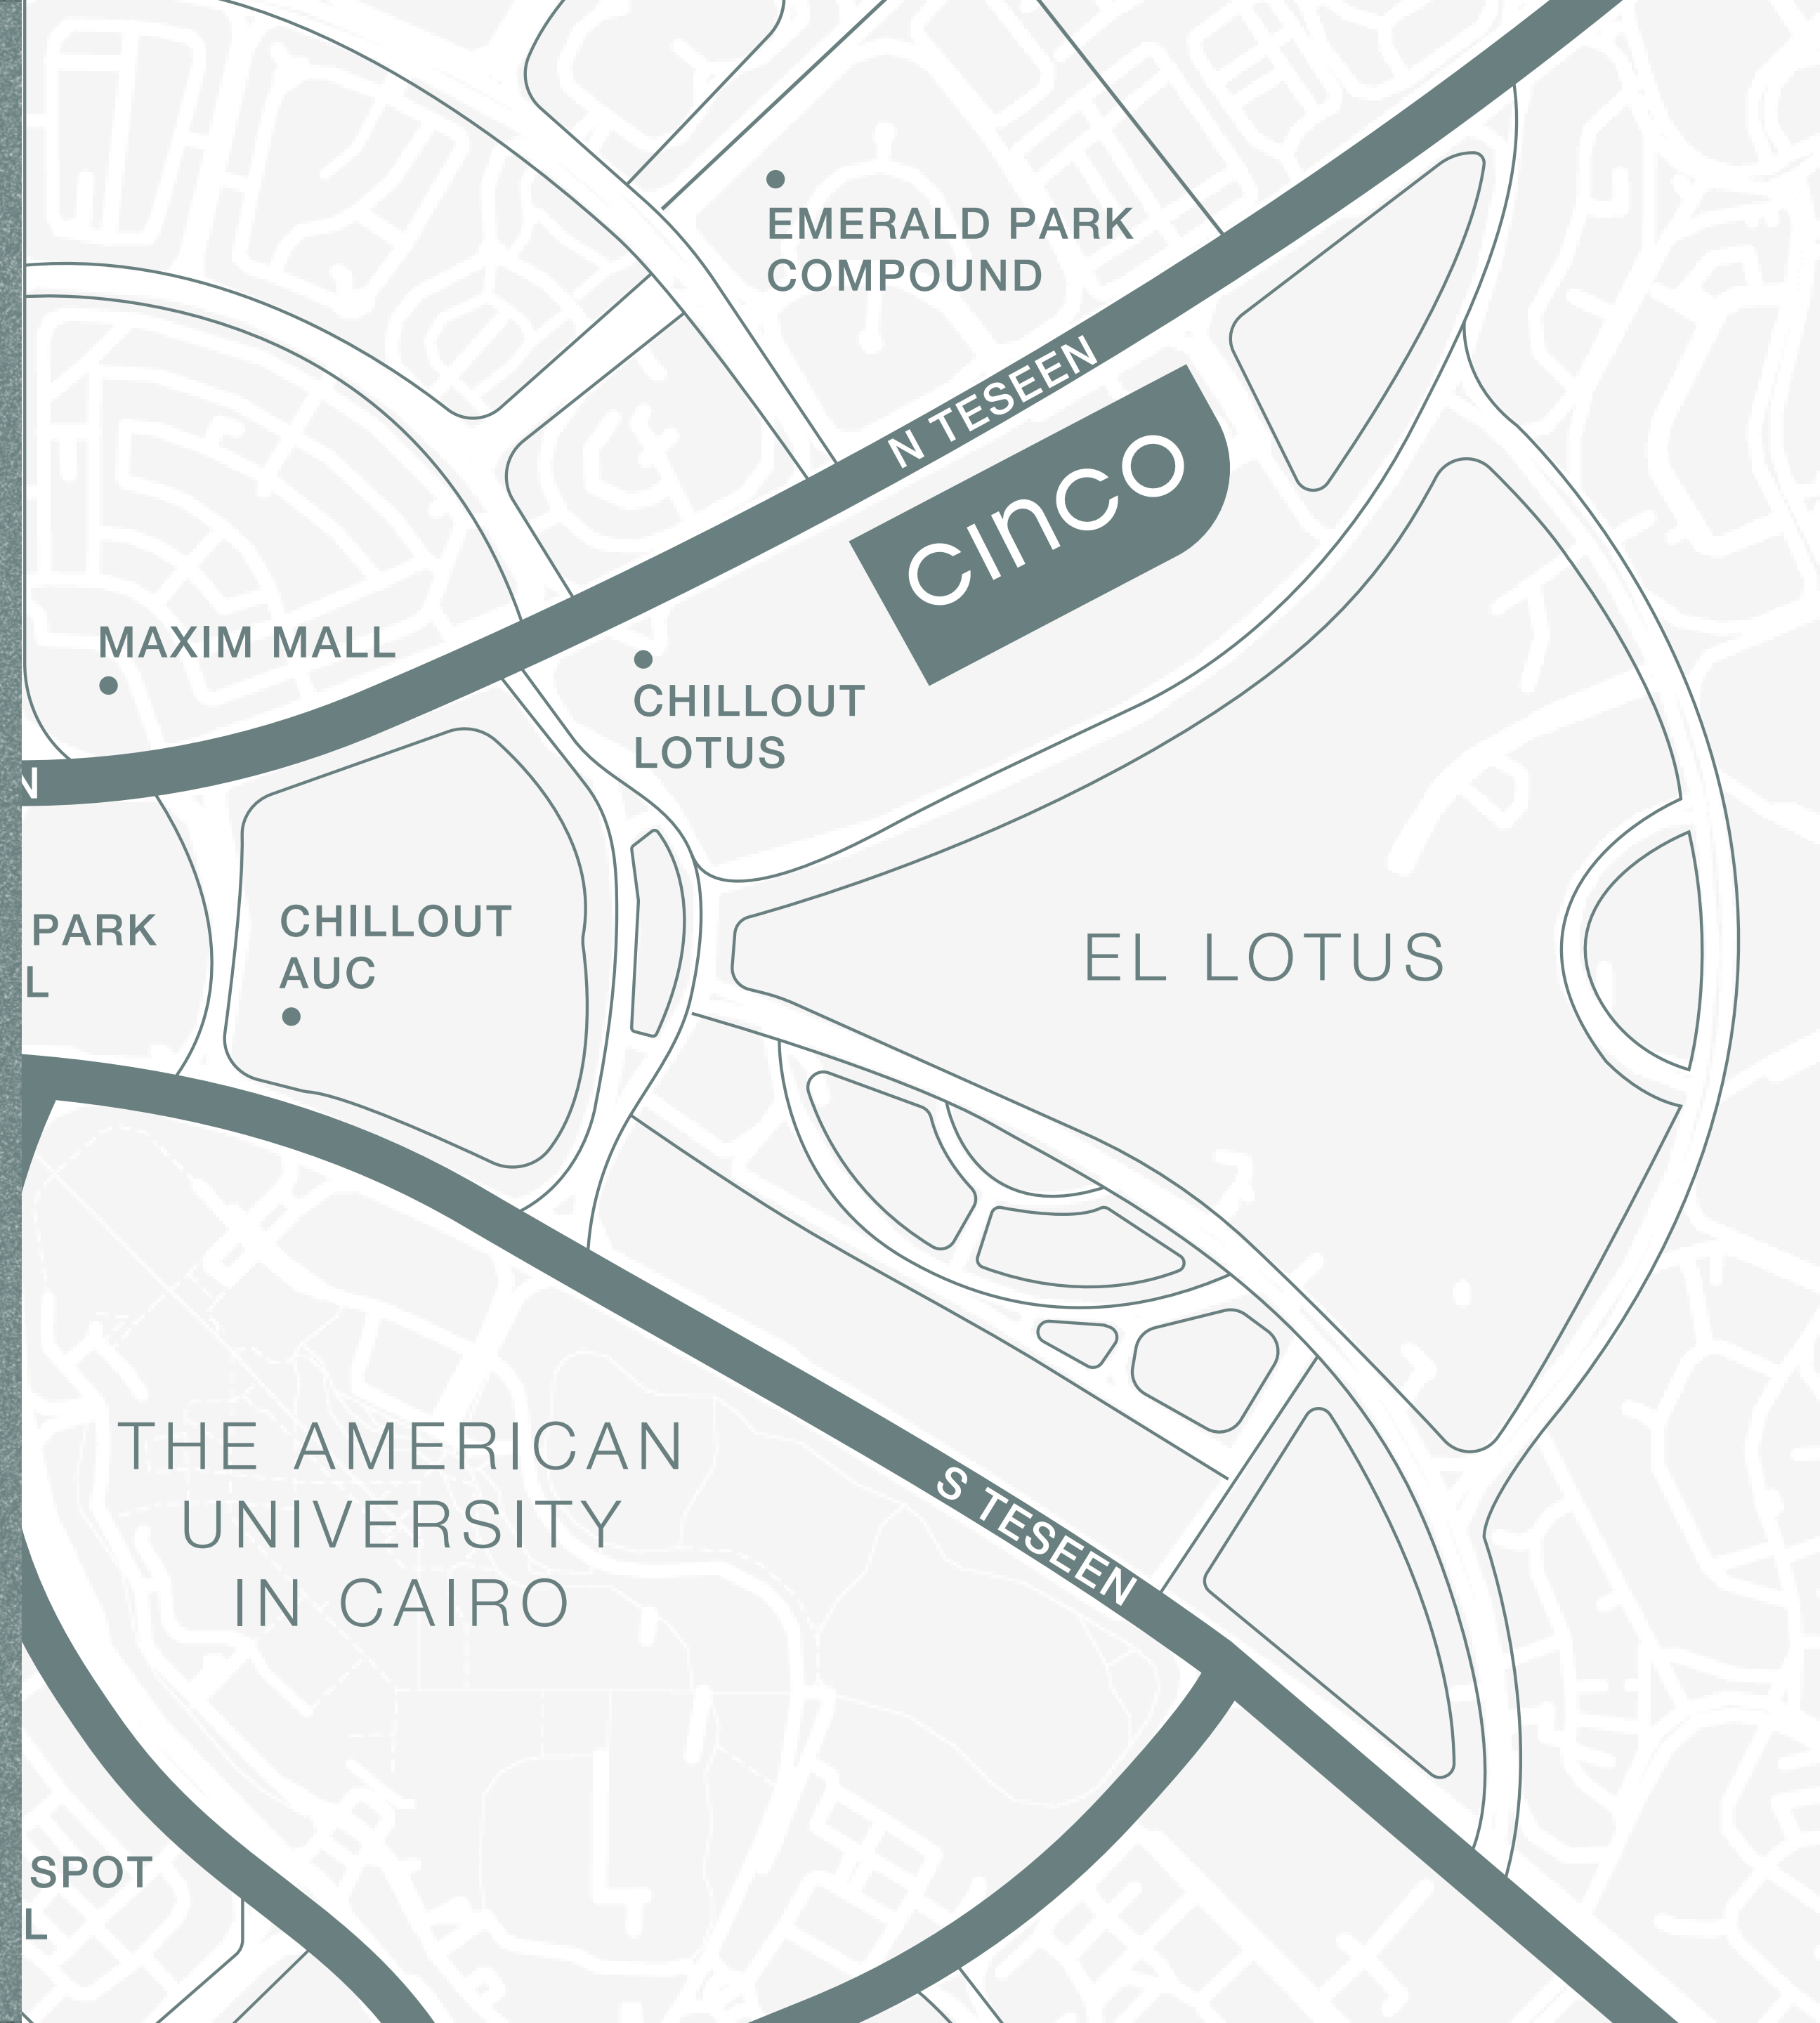 EMERALD PARK
COMPOUND
N TESEEN
CINCO
MAXIM MALL
CHILLOUT
LOTUS
N
CHILLOUT
AUC
PARK
L
EL LOTUS
THE AMERICAN
UNIVERSITY
IN CAIRO
S TESEEN
SPOT
L